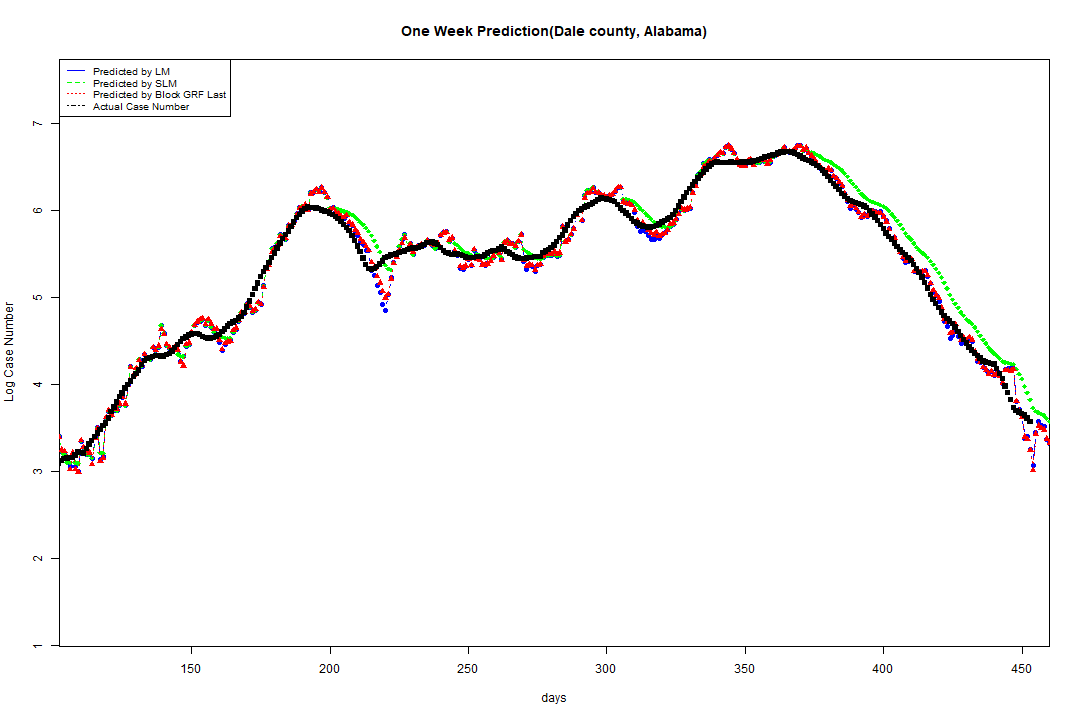 One Week Prediction(Dale county, Alabama)
Predicted by LM
Predicted by SLM
Predicted by Block GRF Last
Actual Case Number
7
6
5
4
3
2
1
Log Case Number
150 200 250 300 350 400 450
days